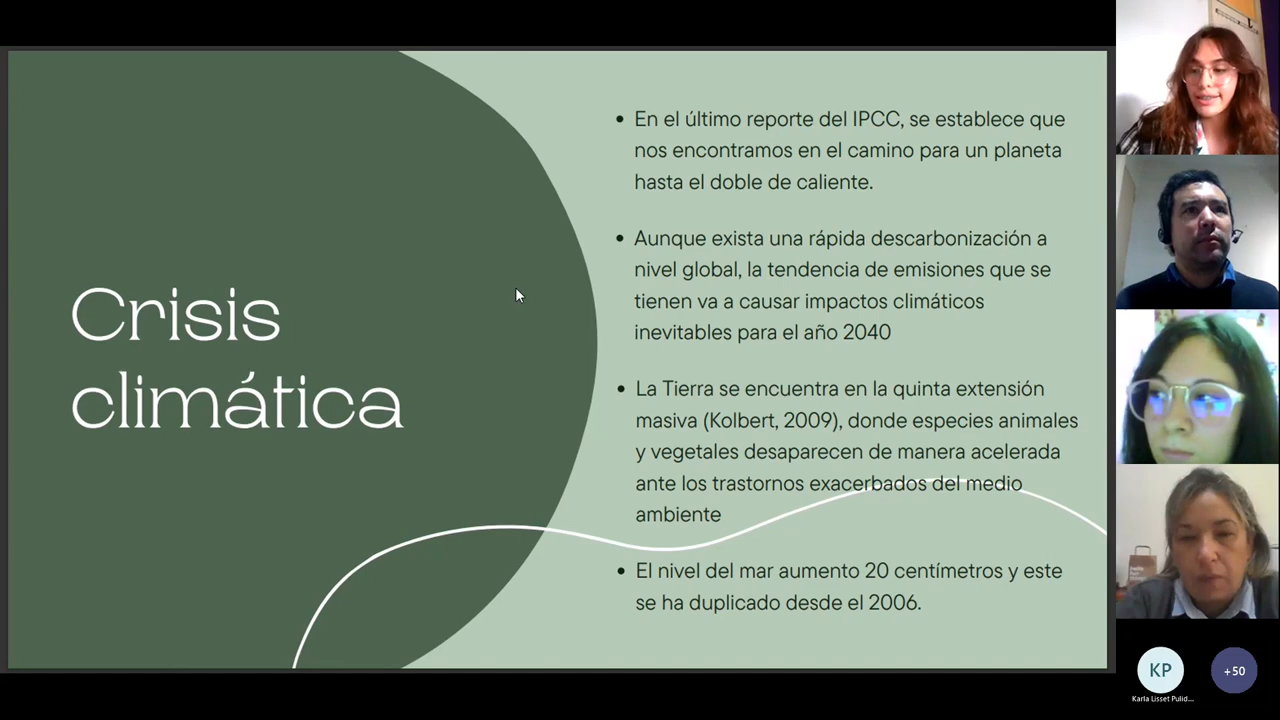 Crisis
climática
• En el último reporte del IPCC, se establece que
nos encontramos en el camino para un planeta
hasta el doble de caliente.
• Aunque exista una rápida descarbonización a
nivel global, la tendencia de emisiones que se
tienen va a causar impactos climáticos
inevitables para el año 2040
• La Tierra se encuentra en la quinta extensión
masiva (Kolbert, 2009), donde especies animales
y vegetales desaparecen de manera acelerada
ante los trastornos exacerbados del medio
ambiente
• El nivel del mar aumento 20 centímetros y este
se ha duplicado desde el 2006.
KP
+50
Karla Lisset Pulid...